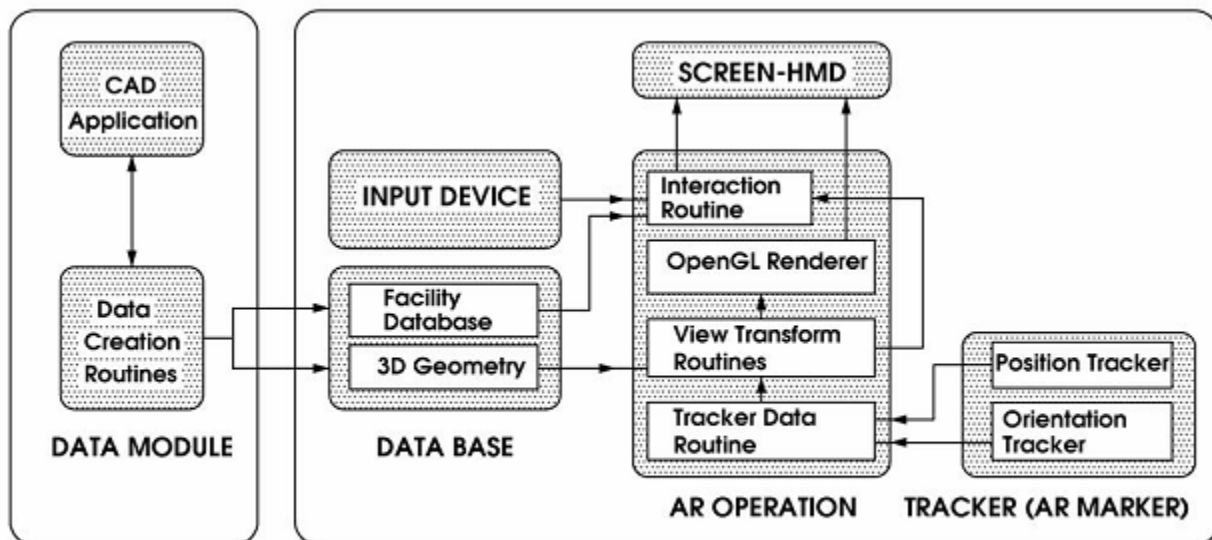 CAD
Application
Data
Creation
Routines
DATA MODULE
SCREEN-HMD
INPUT DEVICE
Interaction
Routine
OpenGL Renderer
Facility
Database
3D Geometry
DATA BASE
View Transform
Routines
Tracker Data
Routine
AR OPERATION
Position Tracker
Orientation
Tracker
TRACKER (AR MARKER)